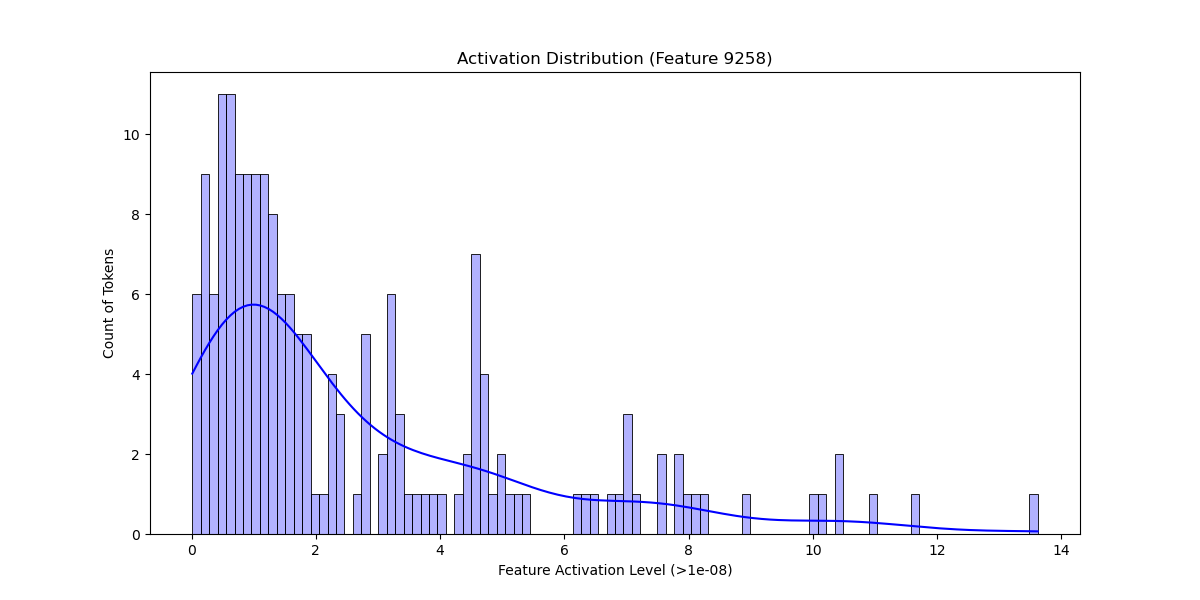 Activation Distribution (Feature 9258)
10
8
6
4
2
0
Count of Tokens
0 2 4 6 8 10 12 14
Feature Activation Level (>1e-08)